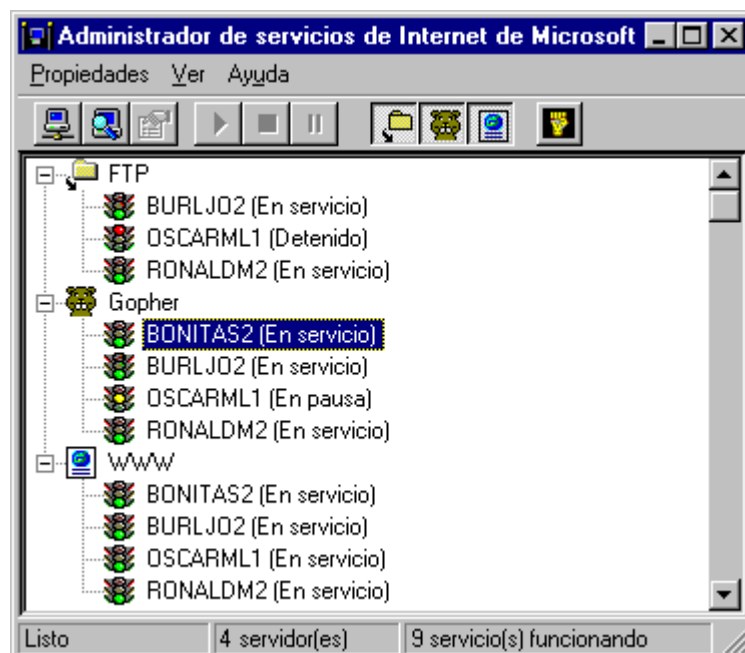 Administrador de servicios de Internet de Microsoft
Propiedades Ver Ayuda
FTP
BURLJO2 (En servicio)
OSCARML1 (Detenido)
RONALDM2 (En servicio)
Gopher
BONITAS2 (En servicio)
BURLJO2 (En servicio)
OSCARML1 (En pausa)
RONALDM2 (En servicio)
WWW
BONITAS2 (En servicio)
BURLJO2 (En servicio)
OSCARML1 (En servicio)
RONALDM2 (En servicio)
Listo 4 servidor(es) 9 servicio(s) funcionando